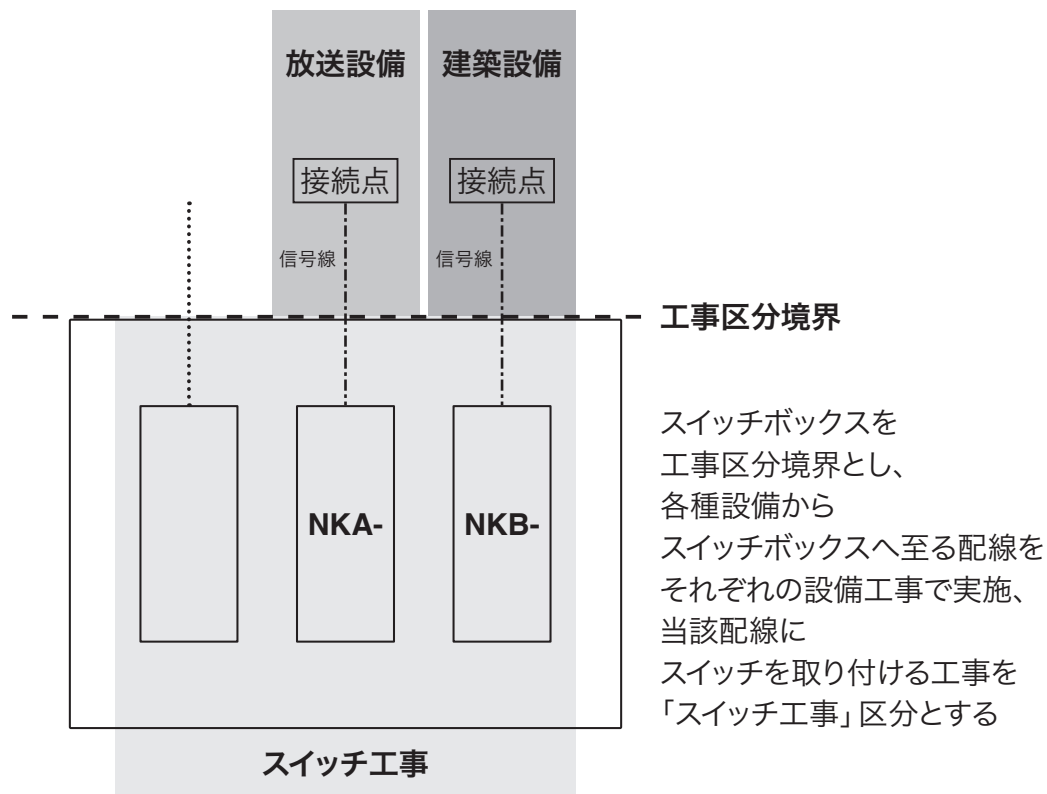 放送設備
建築設備
接続点
接続点
信号線
信号線
工事区分境界
NKA-
NKB-
スイッチボックスを
工事区分境界とし、
各種設備から
スイッチボックスへ至る配線を
それぞれの設備工事で実施、
当該配線に
スイッチを取り付ける工事を
「スイッチ工事」区分とする
スイッチ工事